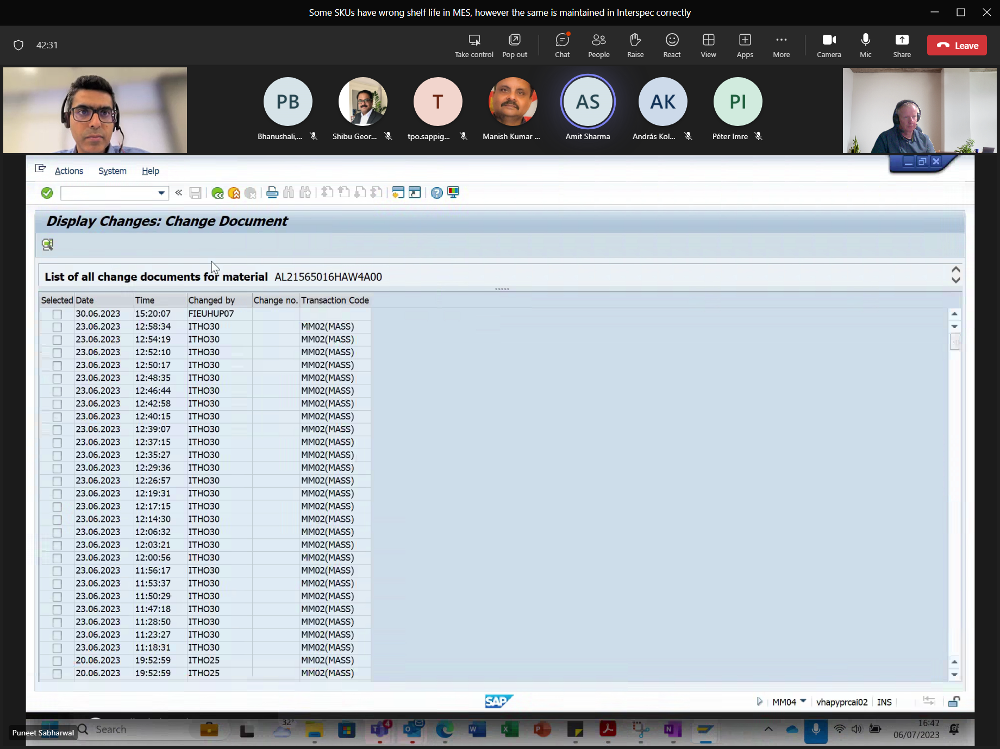 Some SKUs have wrong shelf life in MES, however the same is maintained in Interspec correctly
42:31
Take control
Pop out
Chat
People
Raise
React
View
Apps
More
Camera
Mic
Share
Leave
PB
T
AS
AK
PI
Bhanushali,...
Shibu Geor...
tpo.sappig...
Manish Kumar ...
Amit Sharma
András Kol...
Péter Imre
Actions System Help
Display Changes: Change Document
List of all change documents for material AL21565016HAW4A00
Selected Date Time Changed by Change no. Transaction Code
30.06.2023 15:20:07 FIEUHUP07
23.06.2023 12:58:34 ITHO30 MM02(MASS)
23.06.2023 12:54:19 ITHO30 MM02(MASS)
23.06.2023 12:52:10 ITHO30 MM02(MASS)
23.06.2023 12:50:17 ITHO30 MM02(MASS)
23.06.2023 12:48:35 ITHO30 MM02(MASS)
23.06.2023 12:46:44 ITHO30 MM02(MASS)
23.06.2023 12:42:58 ITHO30 MM02(MASS)
23.06.2023 12:40:15 ITHO30 MM02(MASS)
23.06.2023 12:39:07 ITHO30 MM02(MASS)
23.06.2023 12:37:15 ITHO30 MM02(MASS)
23.06.2023 12:35:27 ITHO30 MM02(MASS)
23.06.2023 12:29:36 ITHO30 MM02(MASS)
23.06.2023 12:26:57 ITHO30 MM02(MASS)
23.06.2023 12:19:31 ITHO30 MM02(MASS)
23.06.2023 12:17:15 ITHO30 MM02(MASS)
23.06.2023 12:14:30 ITHO30 MM02(MASS)
23.06.2023 12:06:32 ITHO30 MM02(MASS)
23.06.2023 12:03:21 ITHO30 MM02(MASS)
23.06.2023 12:00:56 ITHO30 MM02(MASS)
23.06.2023 11:56:17 ITHO30 MM02(MASS)
23.06.2023 11:53:37 ITHO30 MM02(MASS)
23.06.2023 11:50:29 ITHO30 MM02(MASS)
23.06.2023 11:47:18 ITHO30 MM02(MASS)
23.06.2023 11:28:50 ITHO30 MM02(MASS)
23.06.2023 11:23:27 ITHO30 MM02(MASS)
23.06.2023 11:18:31 ITHO30 MM02(MASS)
20.06.2023 19:52:59 ITHO25 MM02(MASS)
20.06.2023 19:52:59 ITHO25 MM02(MASS)
SAP
MM04 vhapyprcai02 INS
Puneet Sabharwal
Search
32°
4
16:42
06/07/2023